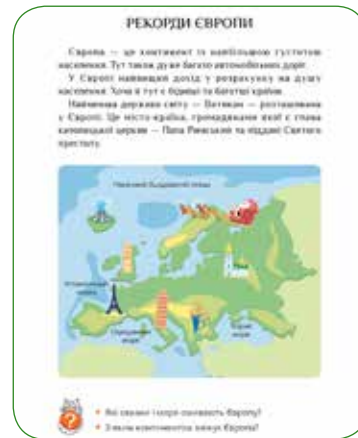 РЕКОРДИ ЄВРОПИ
Європа — це континент із найбільшою густотою
населення. Тут також дуже багато автомобільних доріг.
У Європі найвищий дохід у розрахунку на душу
населення. Хоча й тут є бідніші та багатші країни.
Найменша держава світу — Ватикан — розташована
у Європі. Це місто-країна, громадянами якої є глава
католицької церкви — Папа Римський та піддані Святого
престолу.
Північний Льодовитий океан
Атлантичний
океан
Середземне
море
Чорне
море
Які океани і моря омивають Європу?
З яким континентом межує Європа?